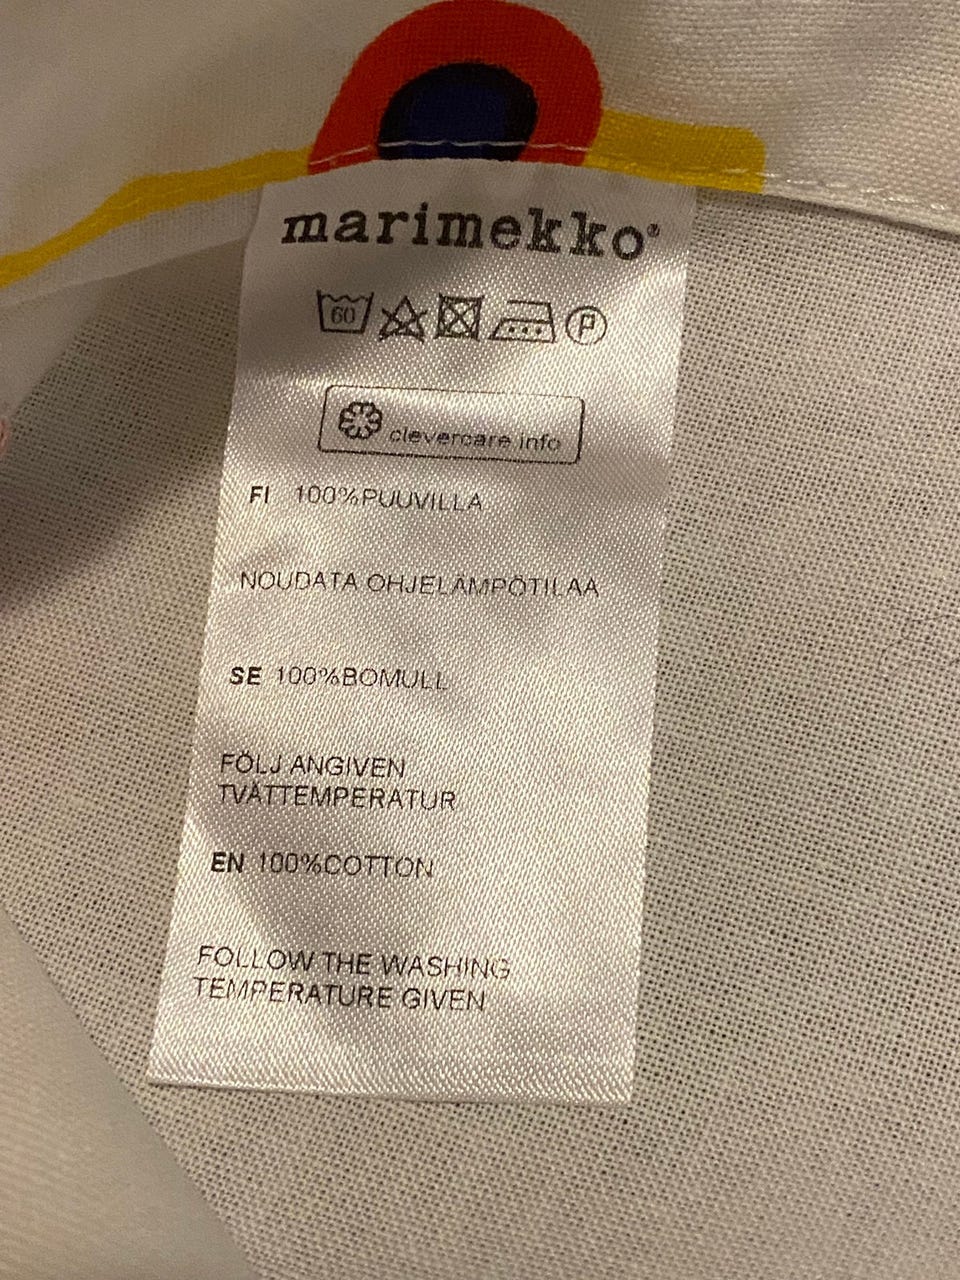 marimekko®
60 P
clevercare info
FI 100%PUUVILLA
NOUDATA OHJELÄMPÖTILAA
SE 100%BOMULL
FÖLJ ANGIVEN
TVÄTTEMPERATUR
EN 100%COTTON
FOLLOW THE WASHING
TEMPERATURE GIVEN